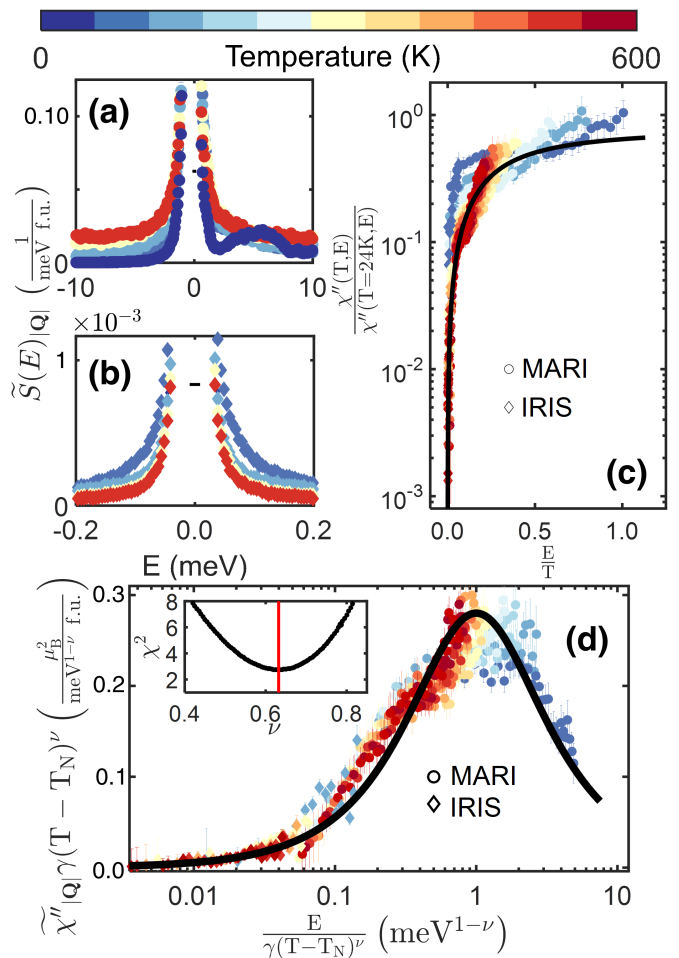 0 Temperature (K) 600
(a)
0.10
0
-10 0 10
S̃(E)|Q| (1/meV f.u.)
×10⁻³
(b)
1
0
-0.2 0.0 0.2
E (meV)
χ″(T,E)/χ″(T=24K,E)
10⁰
10⁻¹
10⁻²
10⁻³
MARI
IRIS
(c)
0.0 0.5 1.0
E/T
χ̃″|Q|γ(T − T_N)^ν (μ_B²/meV^{1−ν} f.u.)
0.3
0.2
0.1
0.0
χ²
8
6
4
2
0.4 0.6 0.8
ν
(d)
MARI
IRIS
0.01 0.1 1 10
E/γ(T−T_N)^ν (meV^{1−ν})